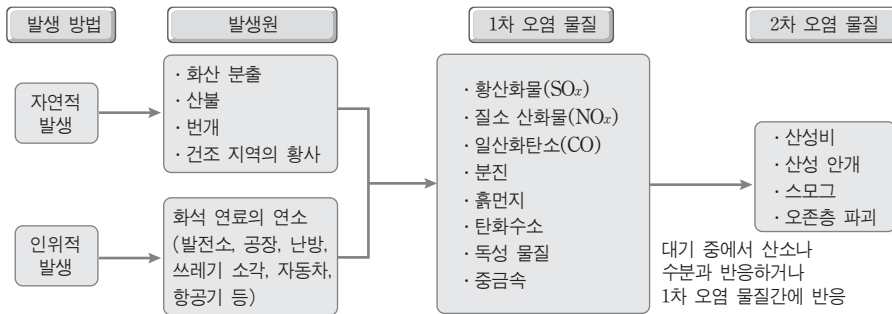 발생 방법
발생원
1차 오염 물질
2차 오염 물질
자연적
발생
· 화산 분출
· 산불
· 번개
· 건조 지역의 황사
인위적
발생
화석 연료의 연소
(발전소, 공장, 난방,
쓰레기 소각, 자동차,
항공기 등)
· 황산화물(SOx)
· 질소 산화물(NOx)
· 일산화탄소(CO)
· 분진
· 흙먼지
· 탄화수소
· 독성 물질
· 중금속
대기 중에서 산소나
수분과 반응하거나
1차 오염 물질간에 반응
· 산성비
· 산성 안개
· 스모그
· 오존층 파괴